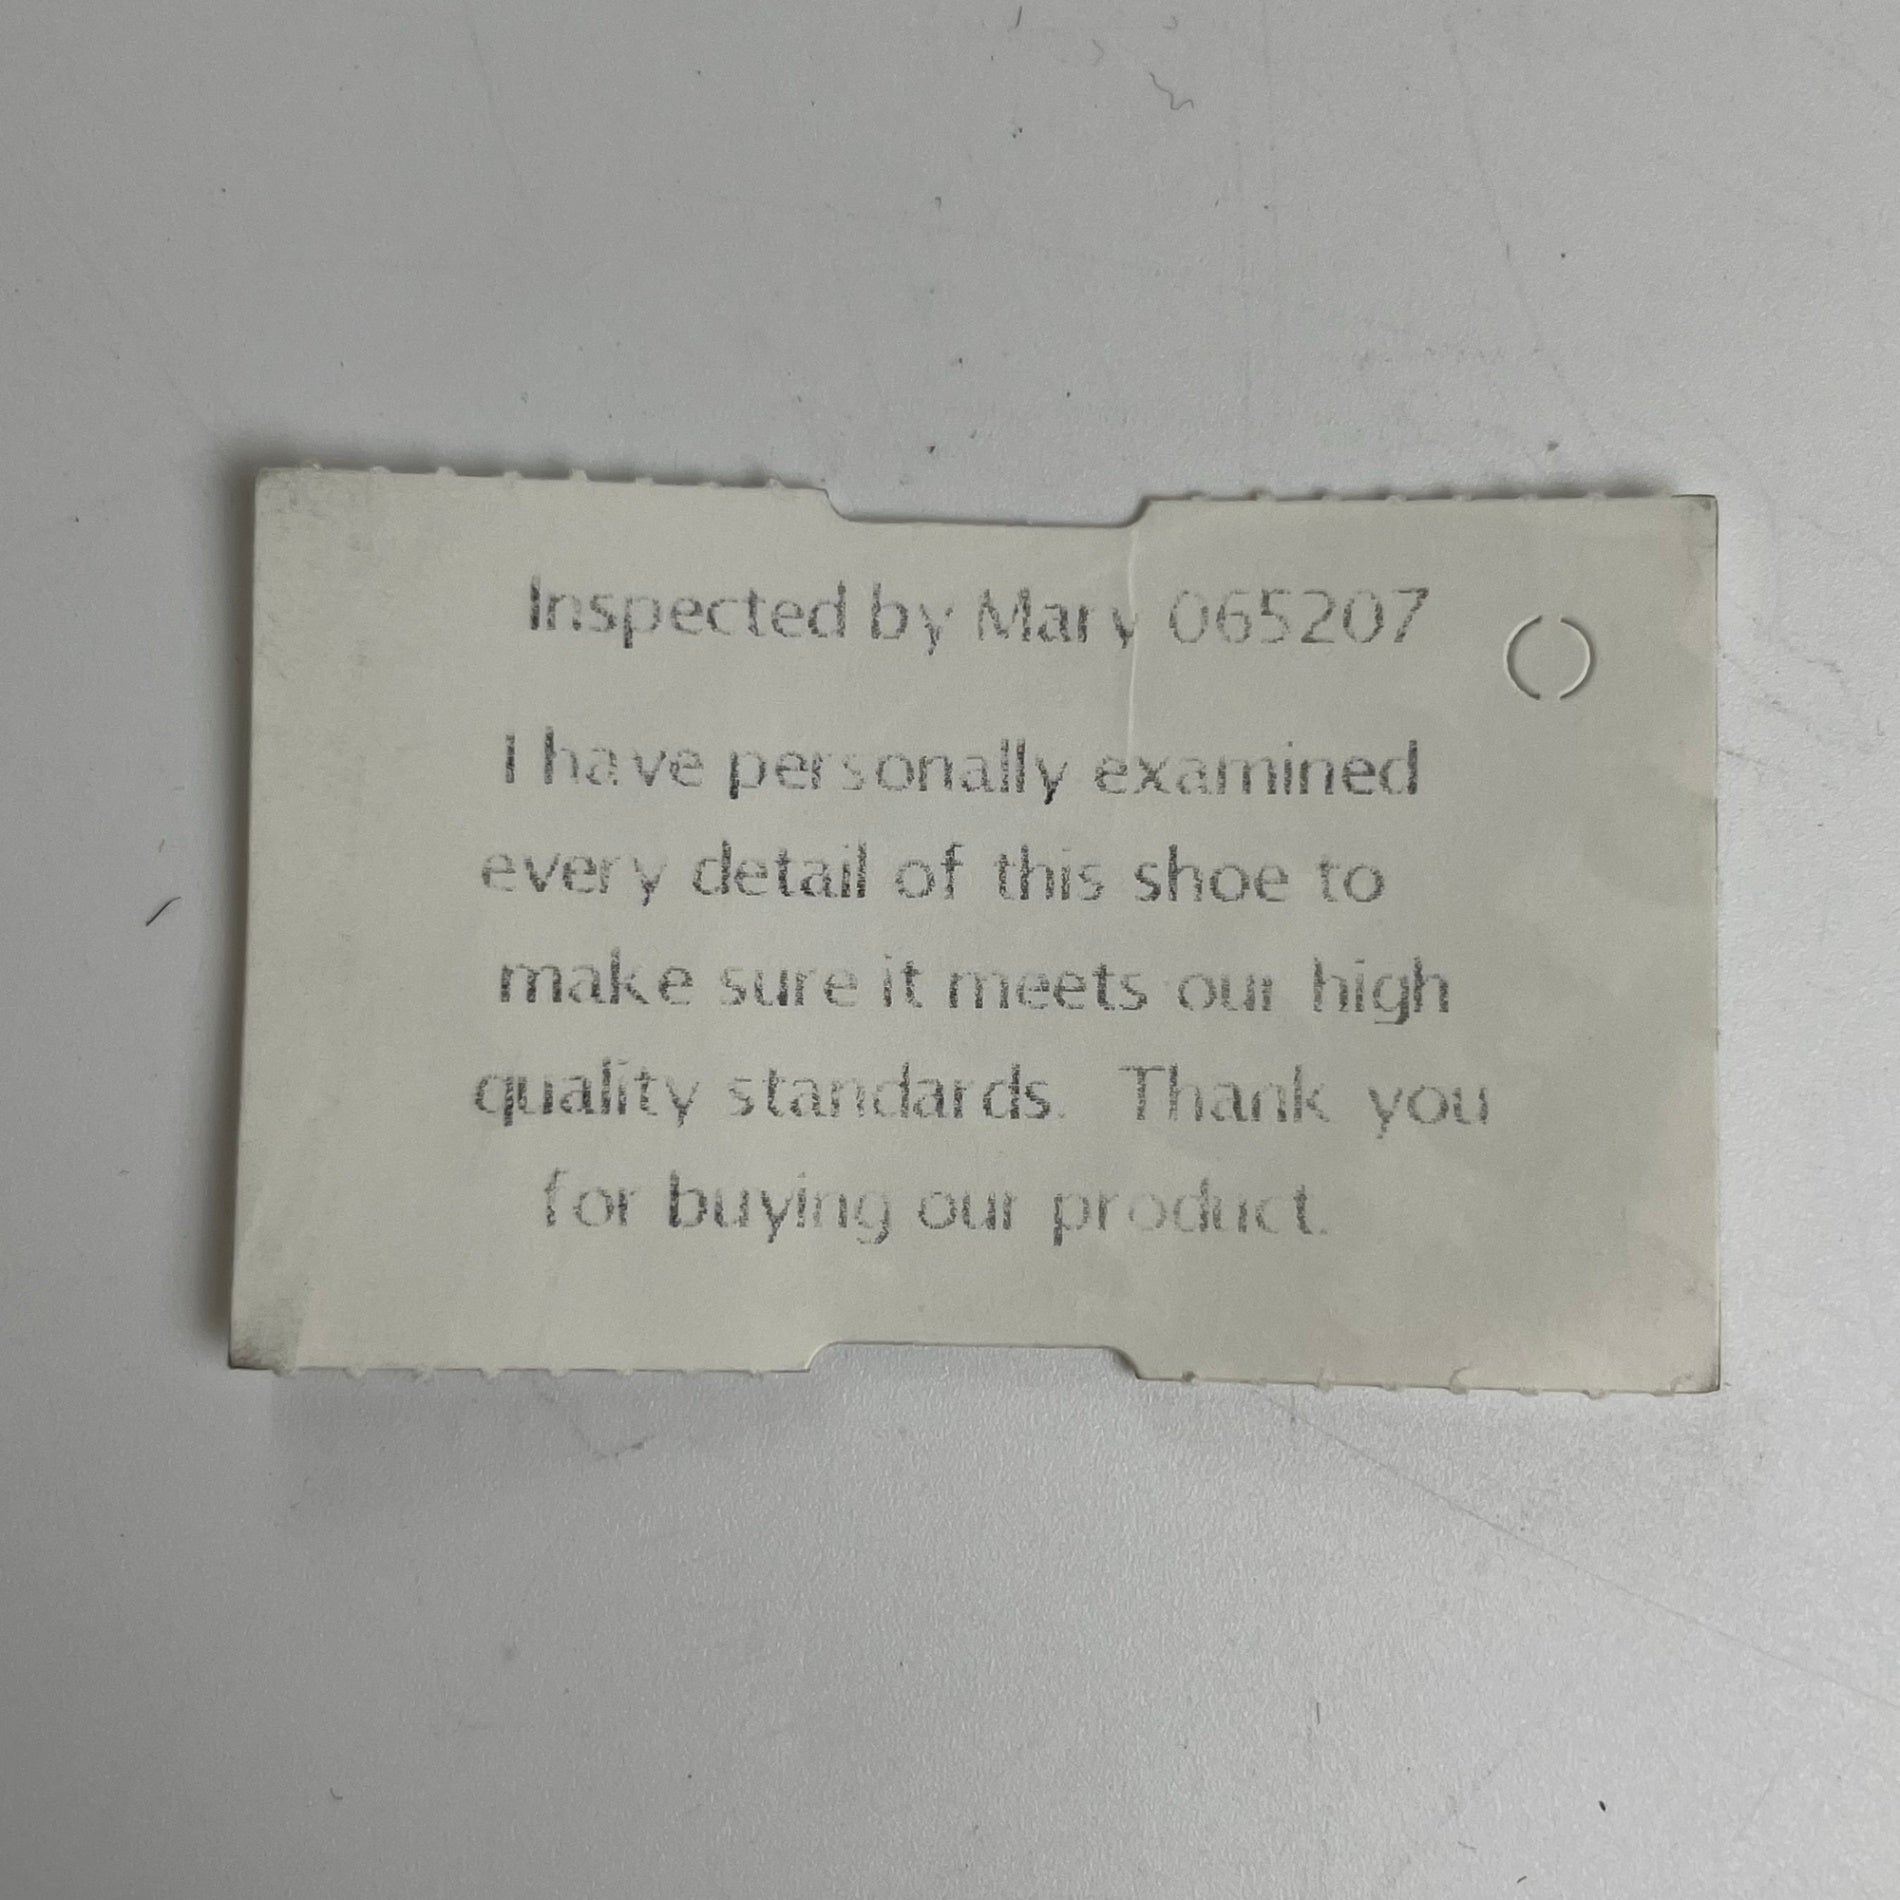 Inspected by Mary 065207
I have personally examined
every detail of this shoe to
make sure it meets our high
quality standards. Thank you
for buying our product.